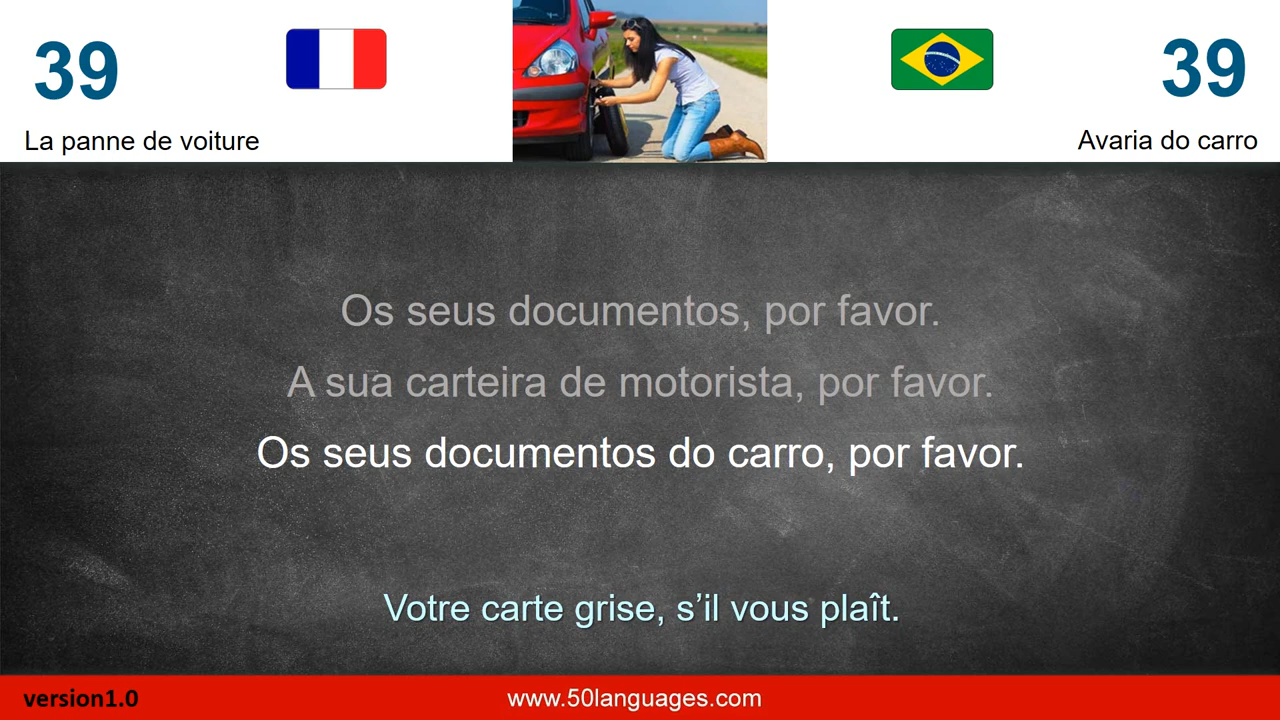 39
39
La panne de voiture
Avaria do carro
Os seus documentos, por favor.
A sua carteira de motorista, por favor.
Os seus documentos do carro, por favor.
Votre carte grise, s’il vous plaît.
version1.0
www.50languages.com